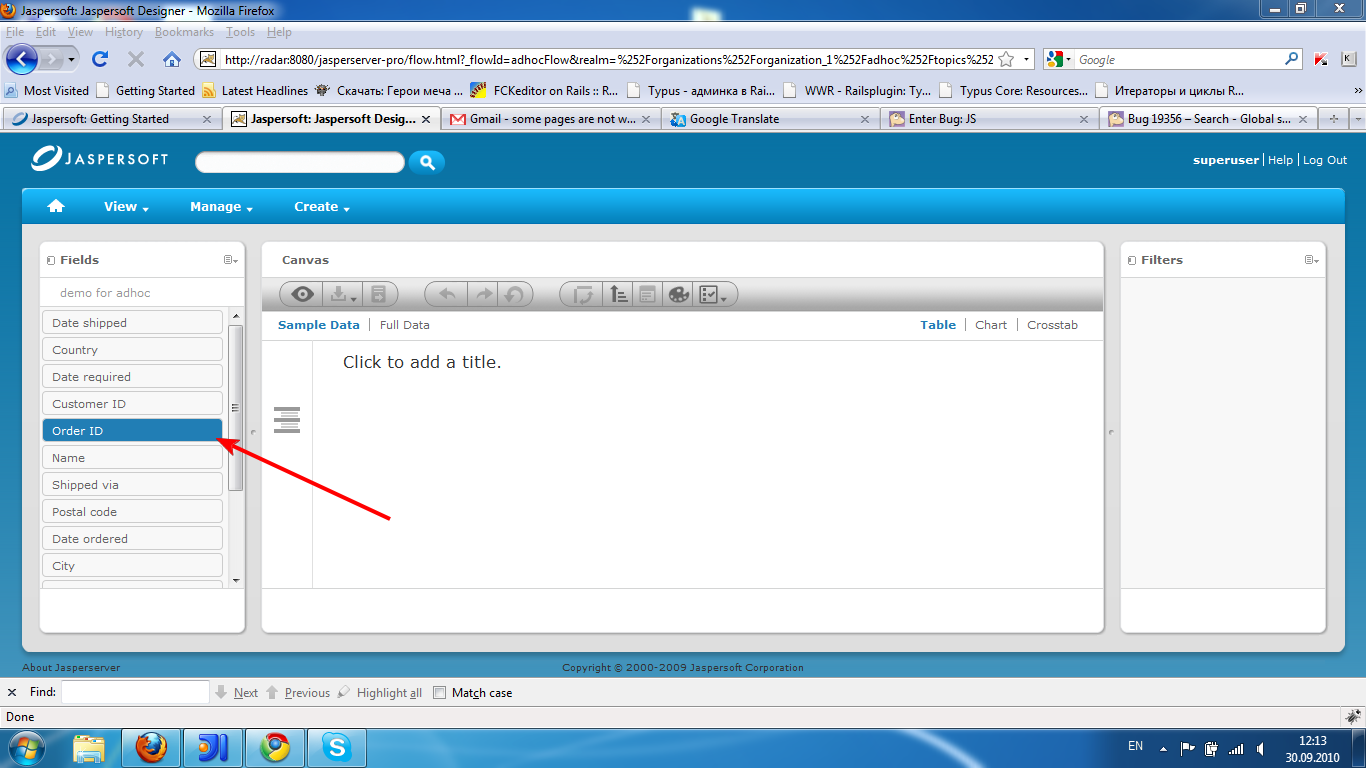 Jaspersoft: Jaspersoft Designer - Mozilla Firefox
File Edit View History Bookmarks Tools Help
http://radar:8080/jasperserver-pro/flow.html?_flowId=adhocFlow&realm=%252Forganizations%252Forganization_1%252Fadhoc%252Ftopics%252
Google
Most Visited Getting Started Latest Headlines Скачать: Герои меча ... FCKeditor on Rails :: R... Typus - админка в Rai... WWR - Railsplugin: Ty... Typus Core: Resources... Итераторы и циклы R... »
Jaspersoft: Getting Started Jaspersoft: Jaspersoft Desig... Gmail - some pages are not w... Google Translate Enter Bug: JS Bug 19356 – Search - Global s...
JASPERSOFT
superuser | Help | Log Out
View Manage Create
Fields
Canvas
Filters
demo for adhoc
Sample Data | Full Data
Table | Chart | Crosstab
Click to add a title.
Date shipped
Country
Date required
Customer ID
Order ID
Name
Shipped via
Postal code
Date ordered
City
About Jasperserver
Copyright © 2000-2009 Jaspersoft Corporation
Find: Next Previous Highlight all Match case
Done
EN
12:13
30.09.2010